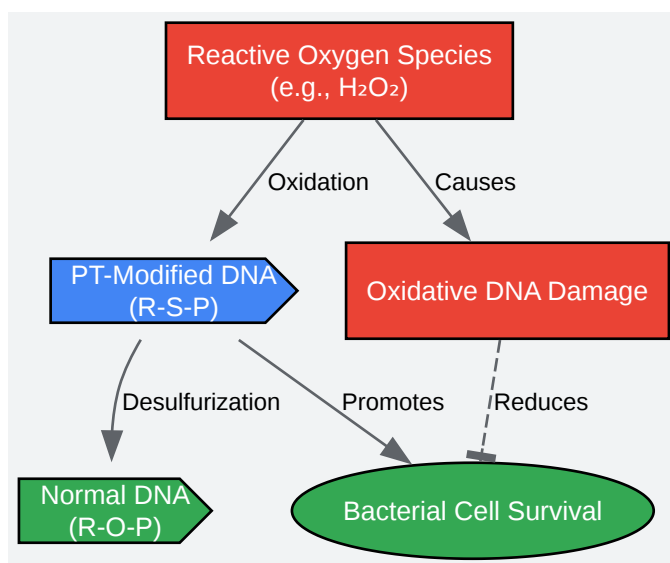 Reactive Oxygen Species
(e.g., H₂O₂)
Oxidation
Causes
PT-Modified DNA
(R-S-P)
Oxidative DNA Damage
Desulfurization
Promotes
Reduces
Normal DNA
(R-O-P)
Bacterial Cell Survival